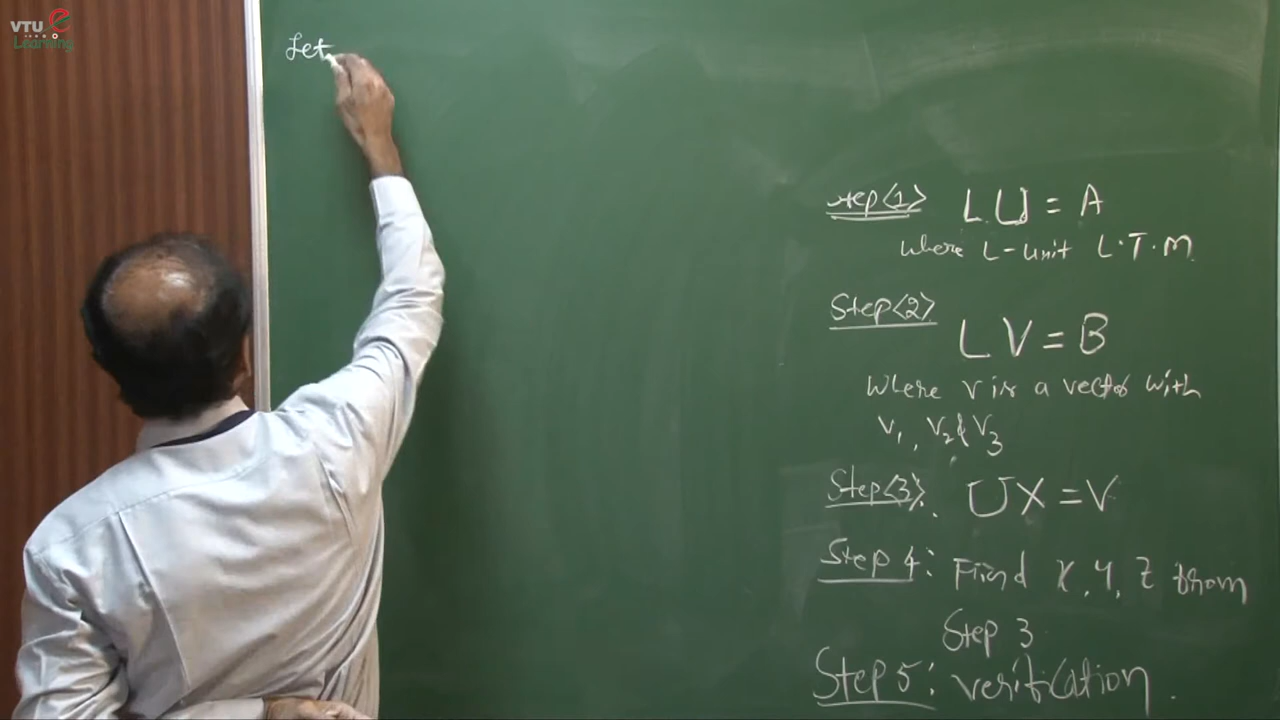 VTU e
Learning
Let
Step<1> LU = A
where L-unit L.T.M.
Step<2>
LV = B
Where V is a vector with
V1, V2 & V3
Step<3>. UX = V
Step 4: Find X, Y, Z from
Step 3
Step 5: verification.